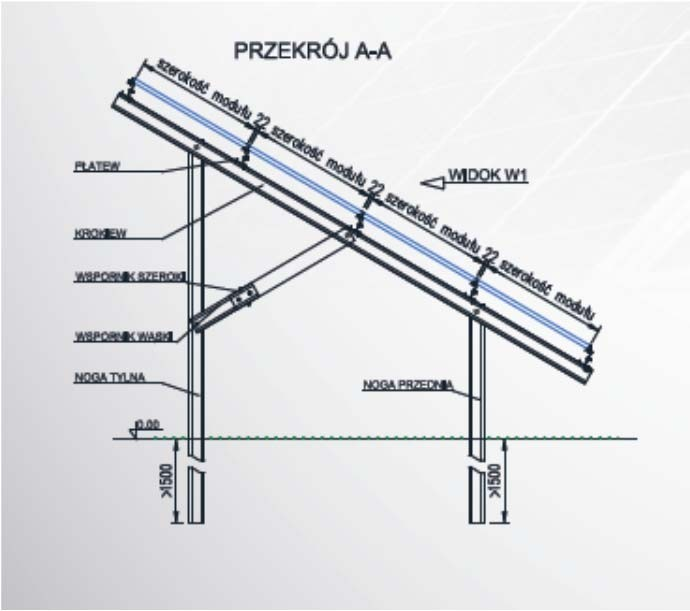 PRZEKRÓJ A-A
szerokość modułu 22 szerokość modułu 22 szerokość modułu 22 szerokość modułu
WIDOK W1
PŁATEW
KROKIEW
WSPORNIK SZEROKI
WSPORNIK WĄSKI
NOGA TYLNA
NOGA PRZEDNIA
0.00
>1500
>1500